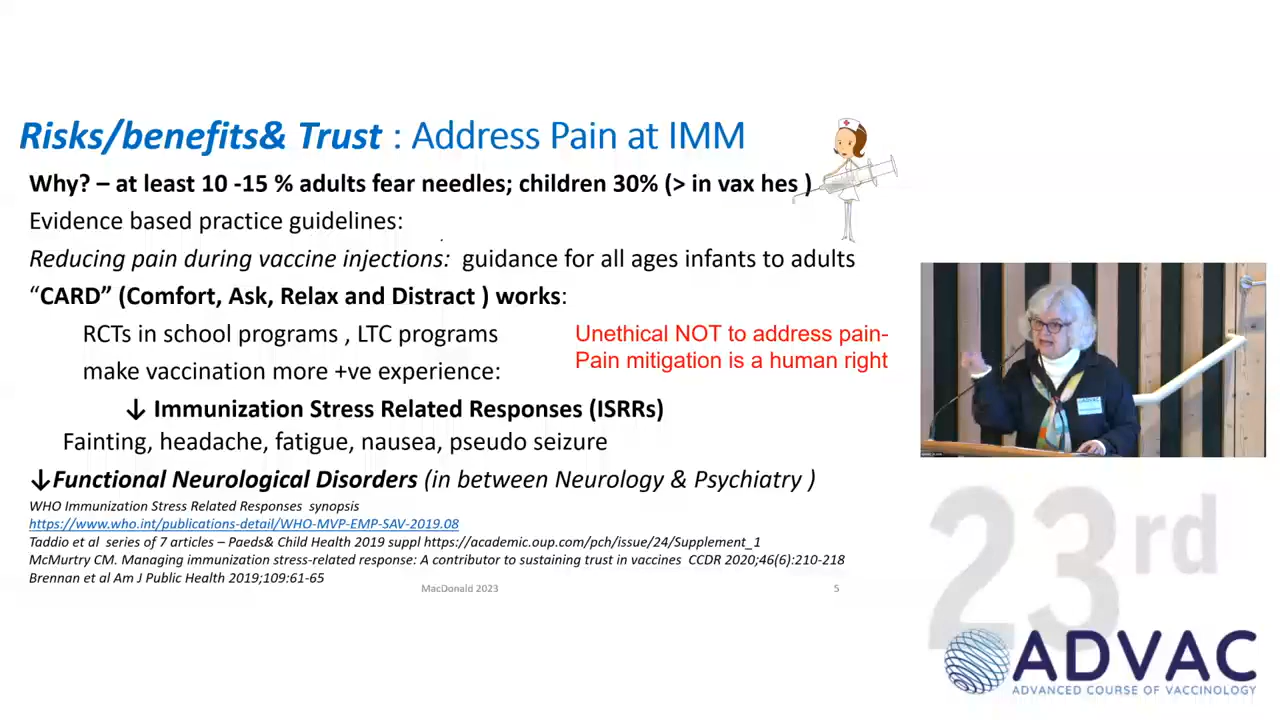 Risks/benefits& Trust : Address Pain at IMM
Why? – at least 10 -15 % adults fear needles; children 30% (> in vax hes )
Evidence based practice guidelines:
Reducing pain during vaccine injections: guidance for all ages infants to adults
“CARD” (Comfort, Ask, Relax and Distract ) works:
RCTs in school programs , LTC programs
Unethical NOT to address pain-
Pain mitigation is a human right
make vaccination more +ve experience:
↓ Immunization Stress Related Responses (ISRRs)
Fainting, headache, fatigue, nausea, pseudo seizure
↓Functional Neurological Disorders (in between Neurology & Psychiatry )
WHO Immunization Stress Related Responses synopsis
https://www.who.int/publications-detail/WHO-MVP-EMP-SAV-2019.08
Taddio et al series of 7 articles – Paeds& Child Health 2019 suppl https://academic.oup.com/pch/issue/24/Supplement_1
McMurtry CM. Managing immunization stress-related response: A contributor to sustaining trust in vaccines CCDR 2020;46(6):210-218
Brennan et al Am J Public Health 2019;109:61-65
MacDonald 2023
5
ADVAC
23rd
ADVAC
ADVANCED COURSE OF VACCINOLOGY